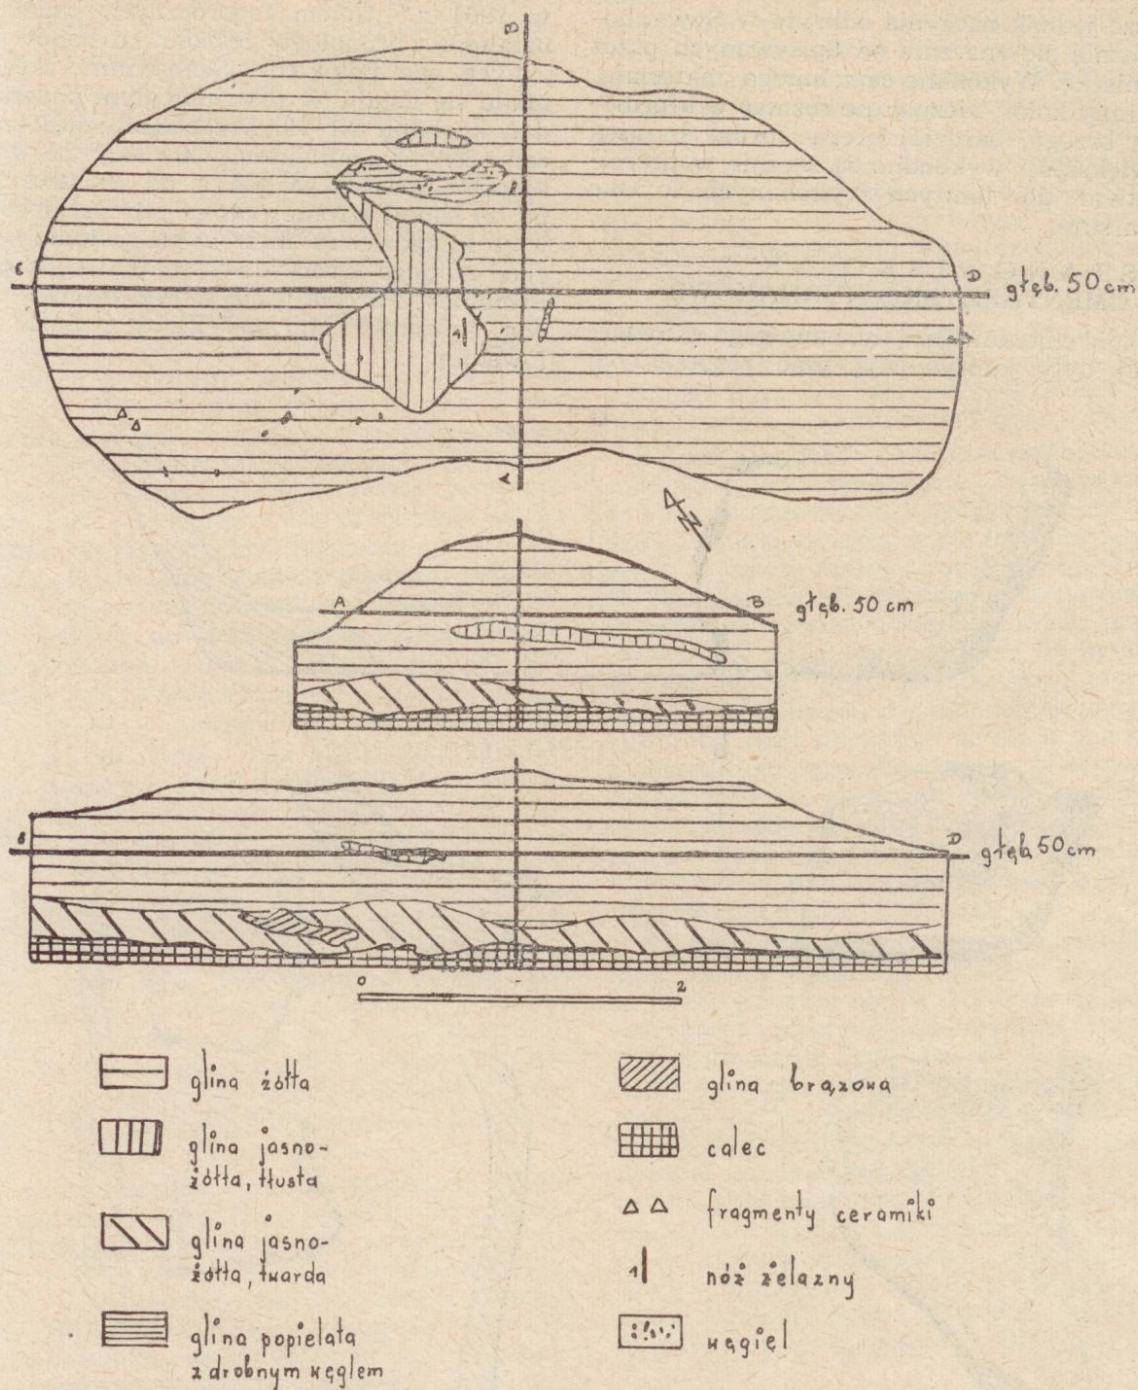 B
C
D
głęb. 50 cm
A
N
A
B
głęb. 50 cm
D
głęb. 50 cm
0
2
glina żółta
glina jasno-
żółta, tłusta
glina jasno-
żółta, twarda
glina popielata
z drobnym węglem
glina brązowa
calec
fragmenty ceramiki
1
nóż żelazny
węgiel